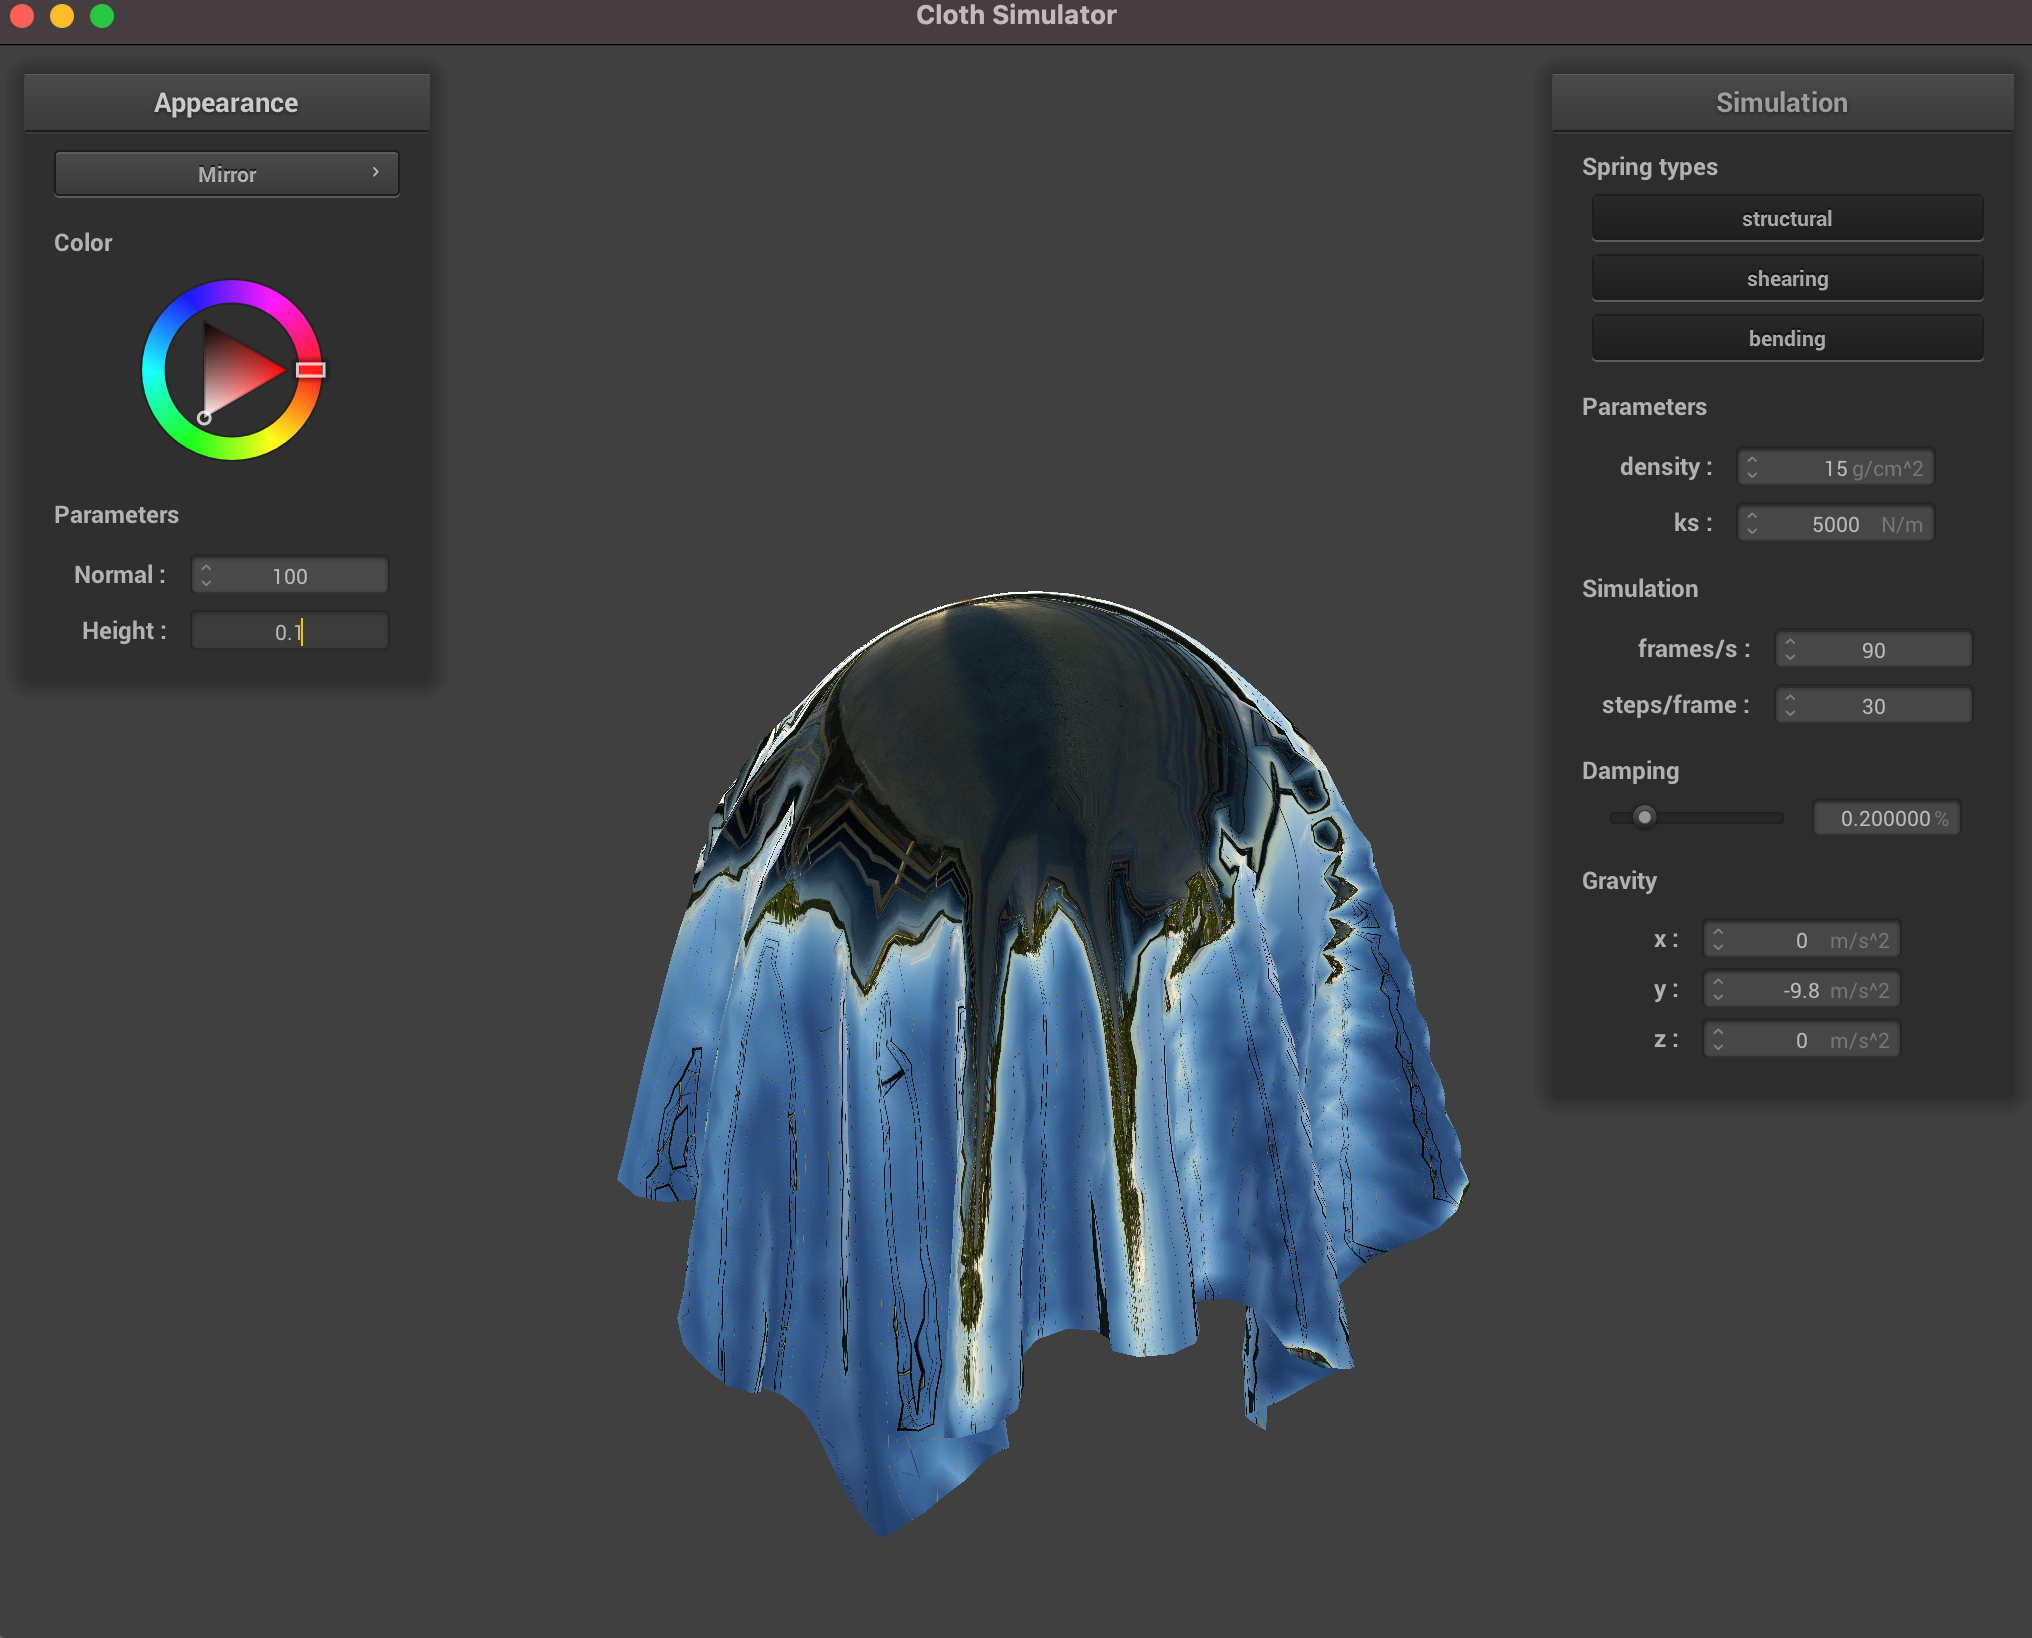 Cloth Simulator
Appearance
Mirror
Color
Parameters
Normal : 100
Height : 0.1
Simulation
Spring types
structural
shearing
bending
Parameters
density : 15 g/cm^2
ks : 5000 N/m
Simulation
frames/s : 90
steps/frame : 30
Damping
0.200000 %
Gravity
x : 0 m/s^2
y : -9.8 m/s^2
z : 0 m/s^2